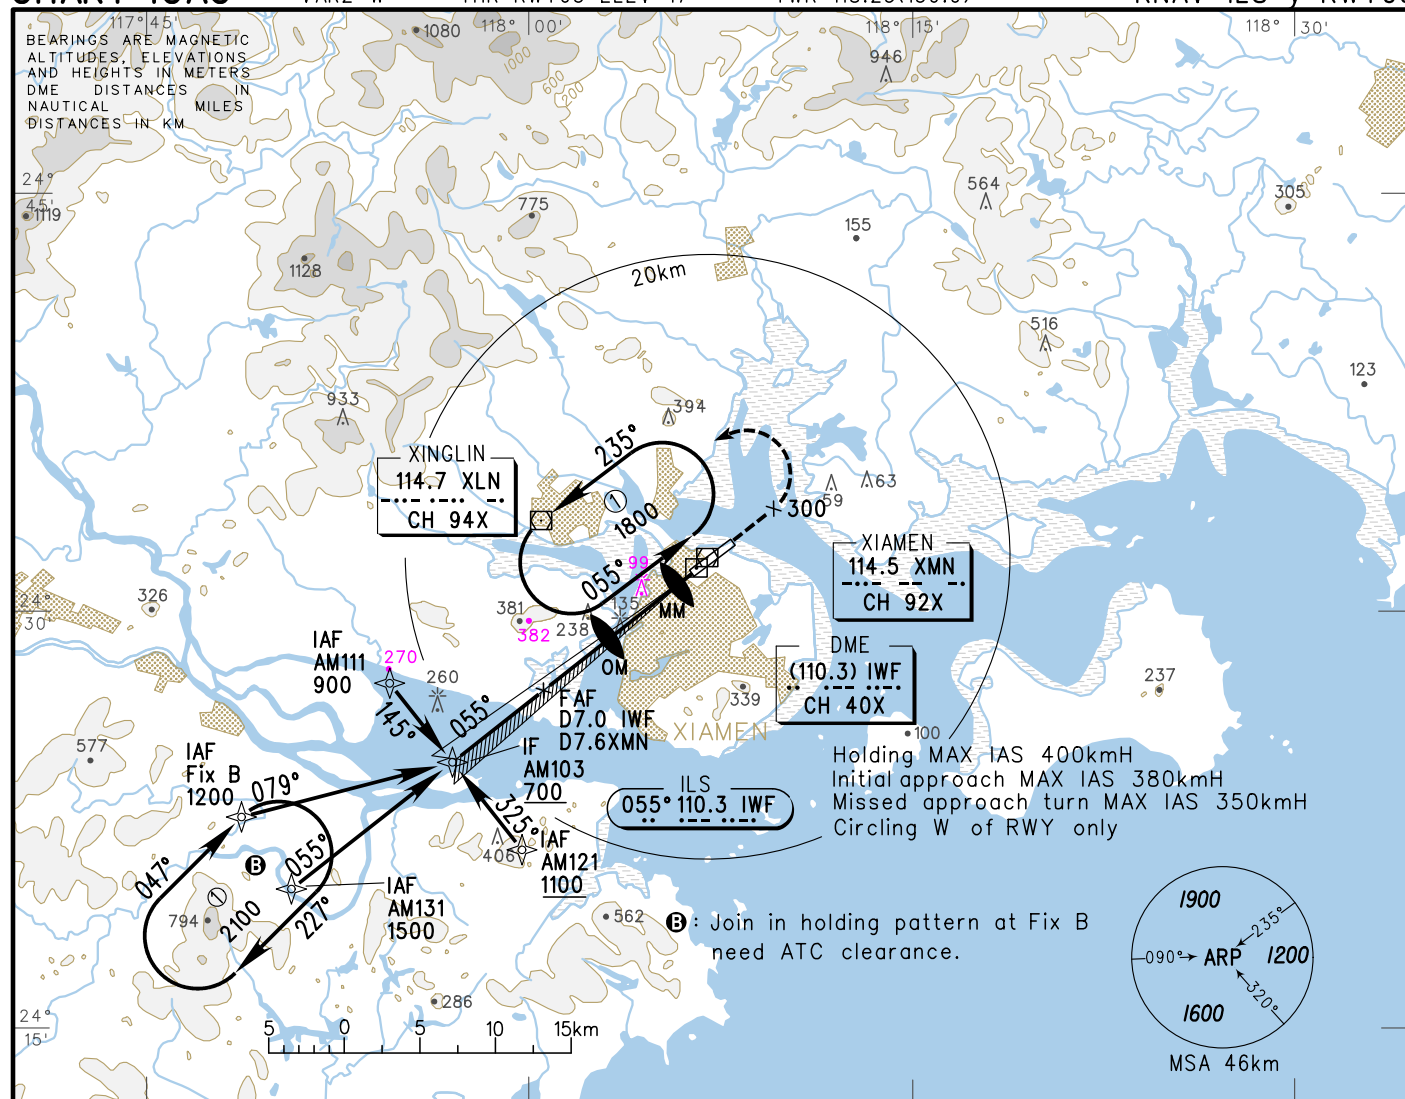 117° 45'
118° 00'
118° 15'
118° 30'
BEARINGS ARE MAGNETIC
ALTITUDES, ELEVATIONS
AND HEIGHTS IN METERS
DME DISTANCES IN
NAUTICAL MILES
DISTANCES IN KM
1080
1000
600
200
946
24°
45'
1119
775
564
305
155
1128
20km
516
123
933
394
XINGLIN
114.7 XLN
CH 94X
235°
1
1800
055°
59
63
300
XIAMEN
114.5 XMN
CH 92X
99
135
MM
24°
30'
326
381
382
238
OM
IAF
AM111
900
270
260
145°
055°
FAF
D7.0 IWF
D7.6XMN
339
XIAMEN
DME
(110.3) IWF
CH 40X
237
100
577
IAF
Fix B
1200
079°
IF
AM103
700
ILS
055° 110.3 IWF
Holding MAX IAS 400kmH
Initial approach MAX IAS 380kmH
Missed approach turn MAX IAS 350kmH
Circling W of RWY only
325°
406
IAF
AM121
1100
047°
B
055°
227°
1
2100
794
IAF
AM131
1500
562
B: Join in holding pattern at Fix B
need ATC clearance.
286
24°
15'
5 0 5 10 15km
1900
235°
090° ARP 1200
320°
1600
MSA 46km